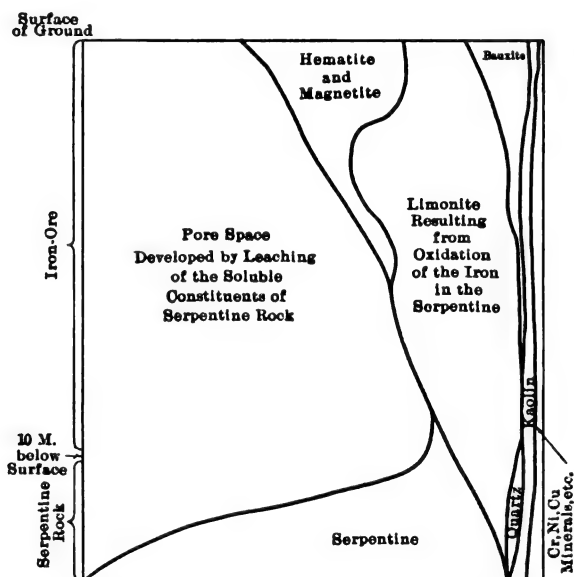 Surface
of Ground
Hematite
and
Magnetite
Bauxite
Iron-Ore
Pore Space
Developed by Leaching
of the Soluble
Constituents of
Serpentine Rock
Limonite
Resulting
from
Oxidation
of the Iron
in the
Serpentine
Kaolin
10 M.
below
Surface
Serpentine
Rock
Serpentine
Quartz
Cr, Ni, Cu
Minerals, etc.